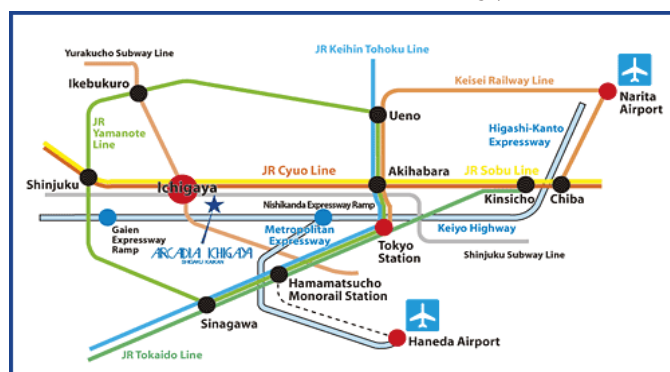 Yurakucho Subway Line
JR Keihin Tohoku Line
Ikebukuro
Keisei Railway Line
Narita
Airport
JR
Yamanote
Line
Ueno
Higashi-Kanto
Expressway
JR Cyuo Line
Akihabara
JR Sobu Line
Shinjuku
Ichigaya
Kinsicho
Chiba
Nishikanda Expressway Ramp
Gaien
Expressway
Ramp
ARCADIA ICHIGAYA
SHIGAKU KAIKAN
Metropolitan
Expressway
Tokyo
Station
Keiyo Highway
Shinjuku Subway Line
Hamamatsucho
Monorail Station
Sinagawa
Haneda Airport
JR Tokaido Line